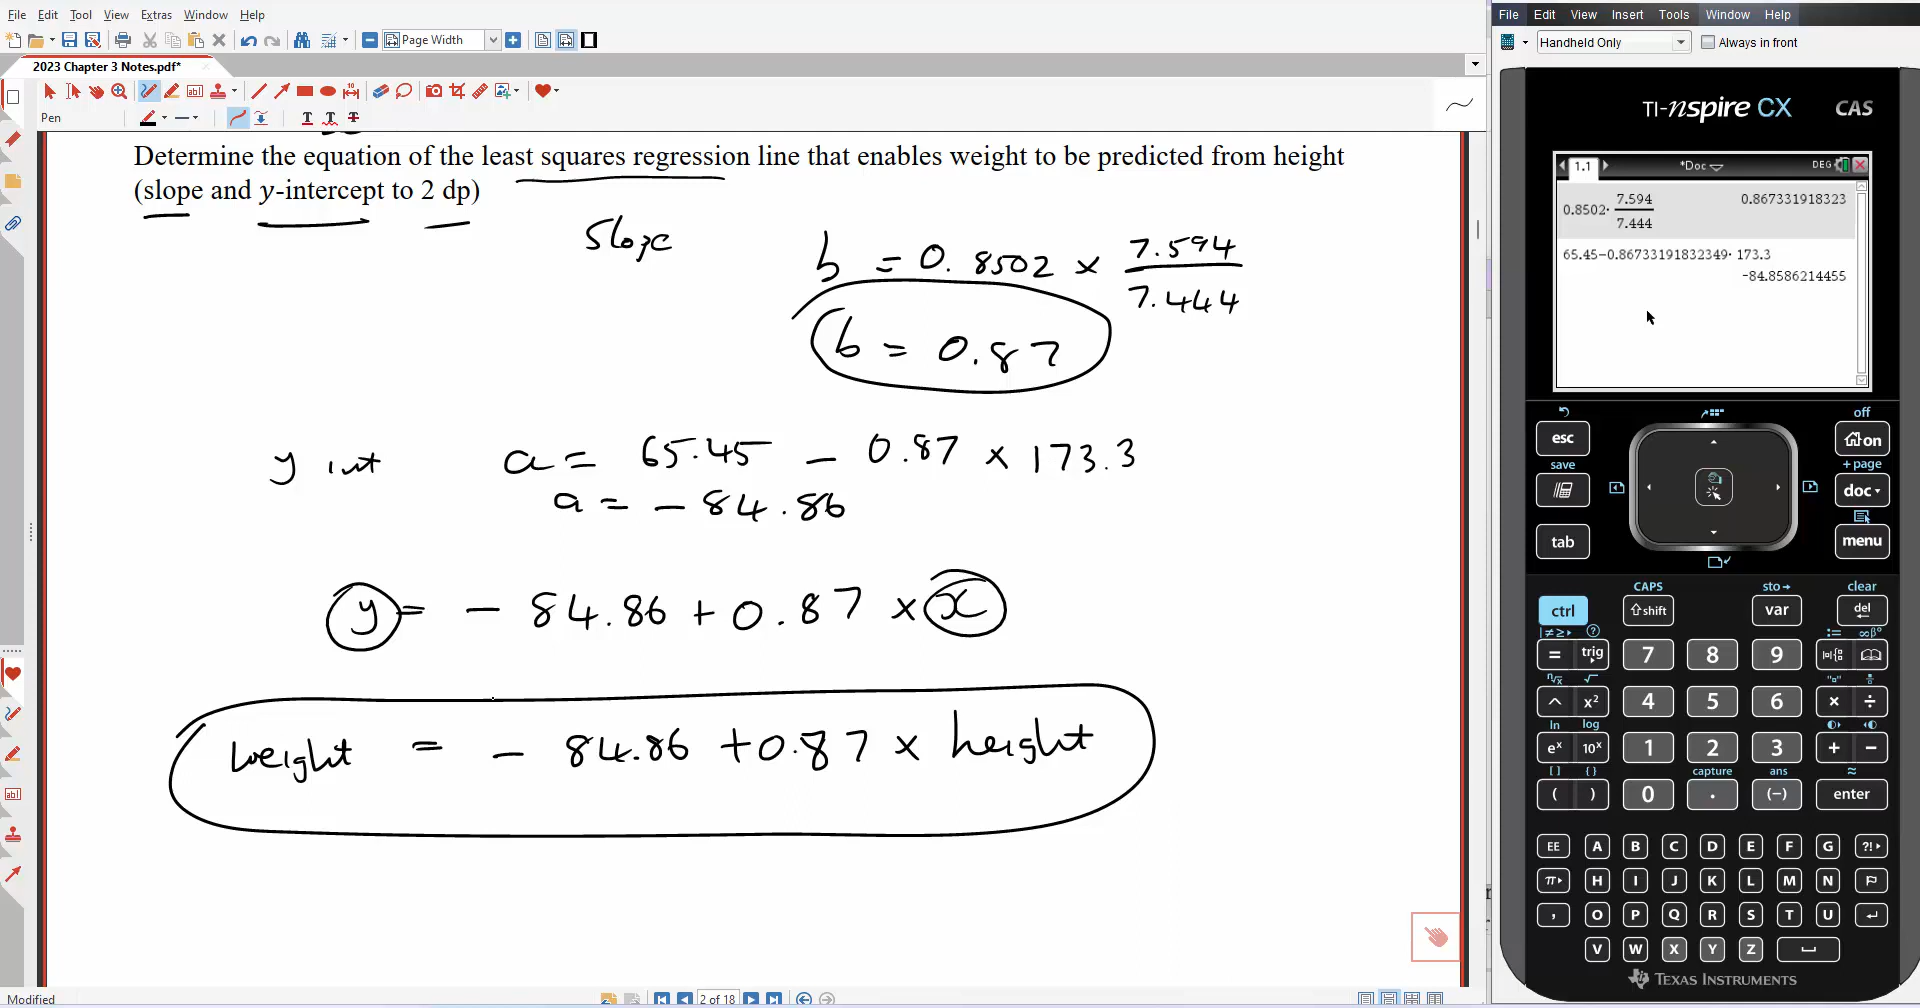 File Edit Tool View Extras Window Help
Page Width
2023 Chapter 3 Notes.pdf*
Pen
Determine the equation of the least squares regression line that enables weight to be predicted from height
(slope and y-intercept to 2 dp)
Slope
b = 0.8502 × 7.594
7.444
b = 0.87
y int a = 65.45 - 0.87 × 173.3
a = - 84.86
y = - 84.86 + 0.87 × x
weight = - 84.86 + 0.87 × height
Modified
2 of 18
File Edit View Insert Tools Window Help
Handheld Only Always in front
TI-nspire CX CAS
1.1 *Doc DEG
0.8502· 7.594
7.444 0.867331918323
65.45-0.86733191832349· 173.3
-84.8586214455
off
esc on
save +page
doc
tab menu
CAPS sto→ clear
ctrl shift var del
= trig 7 8 9
n√x √
^ x² 4 5 6 × ÷
ln log
eˣ 10ˣ 1 2 3 + −
[ ] { } capture ans ≈
( ) 0 . (−) enter
EE A B C D E F G ?!
π H I J K L M N
, O P Q R S T U
V W X Y Z
TEXAS INSTRUMENTS